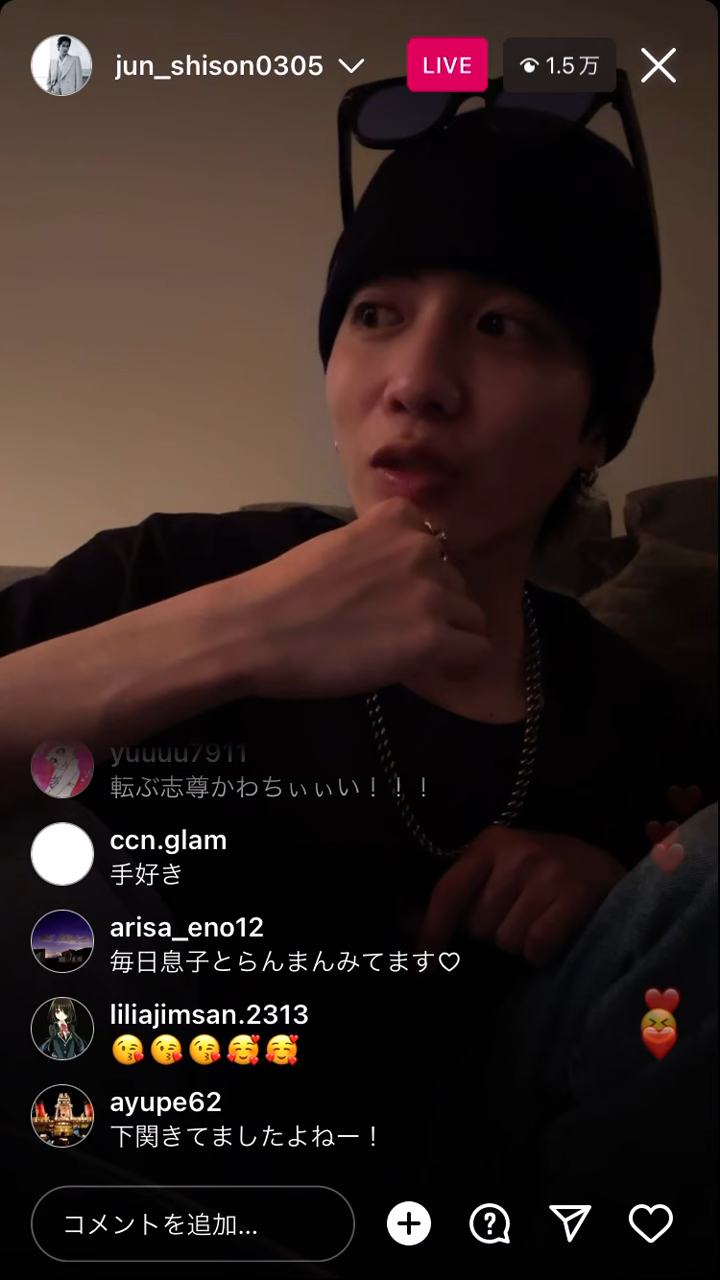 jun_shison0305
LIVE
1.5万
yuuuu7911
転ぶ志尊かわちぃぃい！！！
ccn.glam
手好き
arisa_eno12
毎日息子とらんまんみてます♡
liliajimsan.2313
😘😘😘🥰🥰
ayupe62
下関きてましたよねー！
コメントを追加...